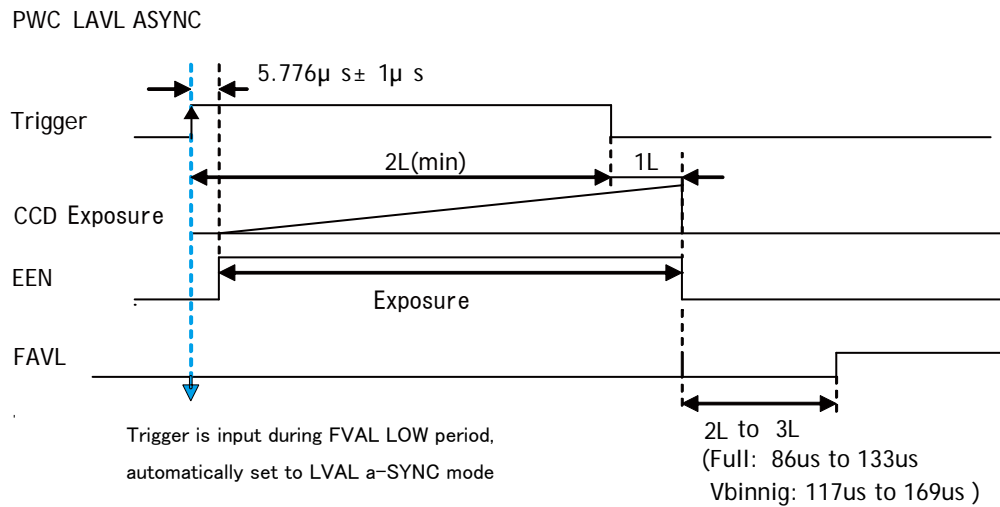 PWC LAVL ASYNC
5.776μ s± 1μ s
Trigger
2L(min)
1L
CCD Exposure
EEN
Exposure
FAVL
Trigger is input during FVAL LOW period,
automatically set to LVAL a-SYNC mode
2L to 3L
(Full: 86us to 133us
Vbinnig: 117us to 169us )